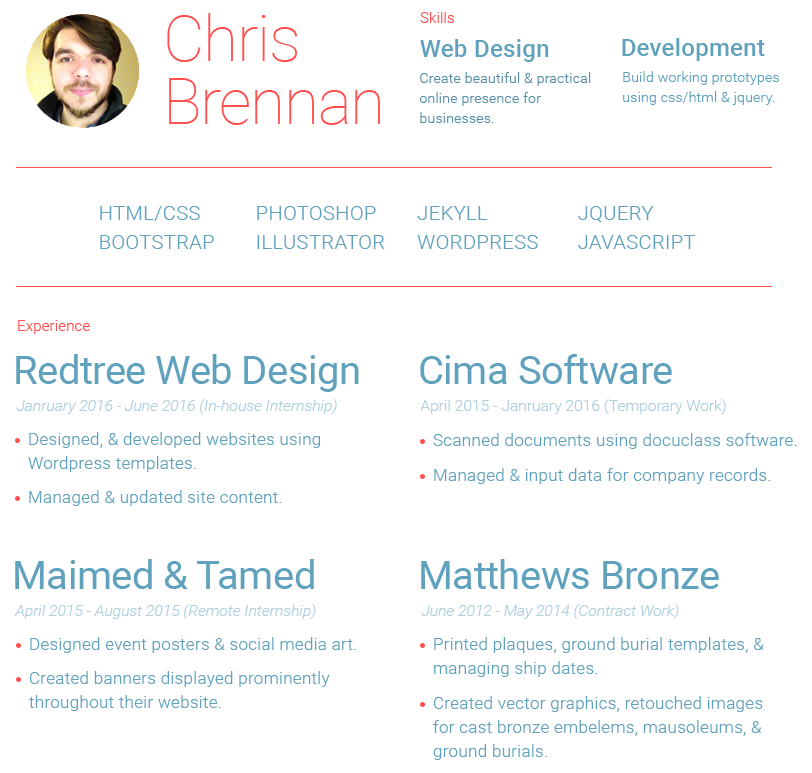 Chris
Brennan
Skills
Web Design
Create beautiful & practical
online presence for
businesses.
Development
Build working prototypes
using css/html & jquery.
HTML/CSS
BOOTSTRAP
PHOTOSHOP
ILLUSTRATOR
JEKYLL
WORDPRESS
JQUERY
JAVASCRIPT
Experience
Redtree Web Design
Janruary 2016 - June 2016 (In-house Internship)
• Designed, & developed websites using
Wordpress templates.
• Managed & updated site content.
Cima Software
April 2015 - Janruary 2016 (Temporary Work)
• Scanned documents using docuclass software.
• Managed & input data for company records.
Maimed & Tamed
April 2015 - August 2015 (Remote Internship)
• Designed event posters & social media art.
• Created banners displayed prominently
throughout their website.
Matthews Bronze
June 2012 - May 2014 (Contract Work)
• Printed plaques, ground burial templates, &
managing ship dates.
• Created vector graphics, retouched images
for cast bronze embelems, mausoleums, &
ground burials.